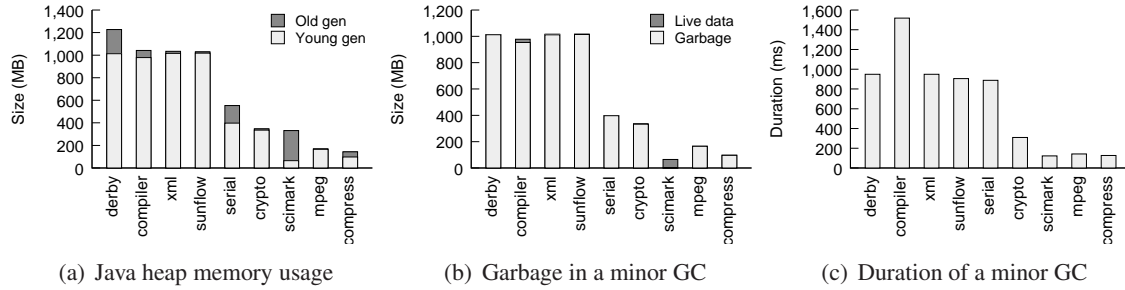 1,400
1,200
1,000
800
600
400
200
0
Size (MB)
Old gen
Young gen
derby
compiler
xml
sunflow
serial
crypto
scimark
mpeg
compress
(a) Java heap memory usage
1,200
1,000
800
600
400
200
0
Size (MB)
Live data
Garbage
derby
compiler
xml
sunflow
serial
crypto
scimark
mpeg
compress
(b) Garbage in a minor GC
1,600
1,400
1,200
1,000
800
600
400
200
0
Duration (ms)
derby
compiler
xml
sunflow
serial
crypto
scimark
mpeg
compress
(c) Duration of a minor GC